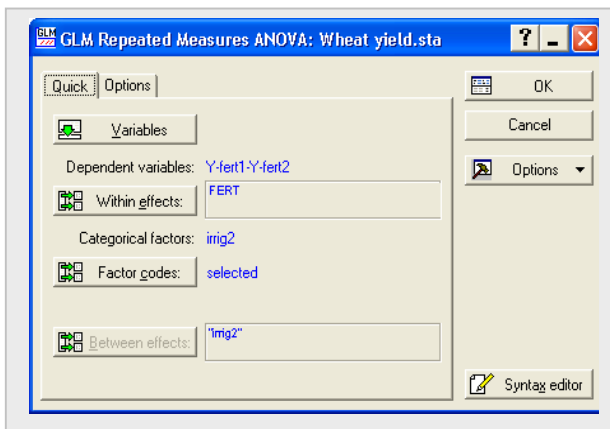 GLM GLM Repeated Measures ANOVA: Wheat yield.sta ?
Quick Options
OK
Variables
Cancel
Dependent variables: Y-fert1-Y-fert2
Options
Within effects: FERT
Categorical factors: irrig2
Factor codes: selected
Between effects: "irrig2"
Syntax editor